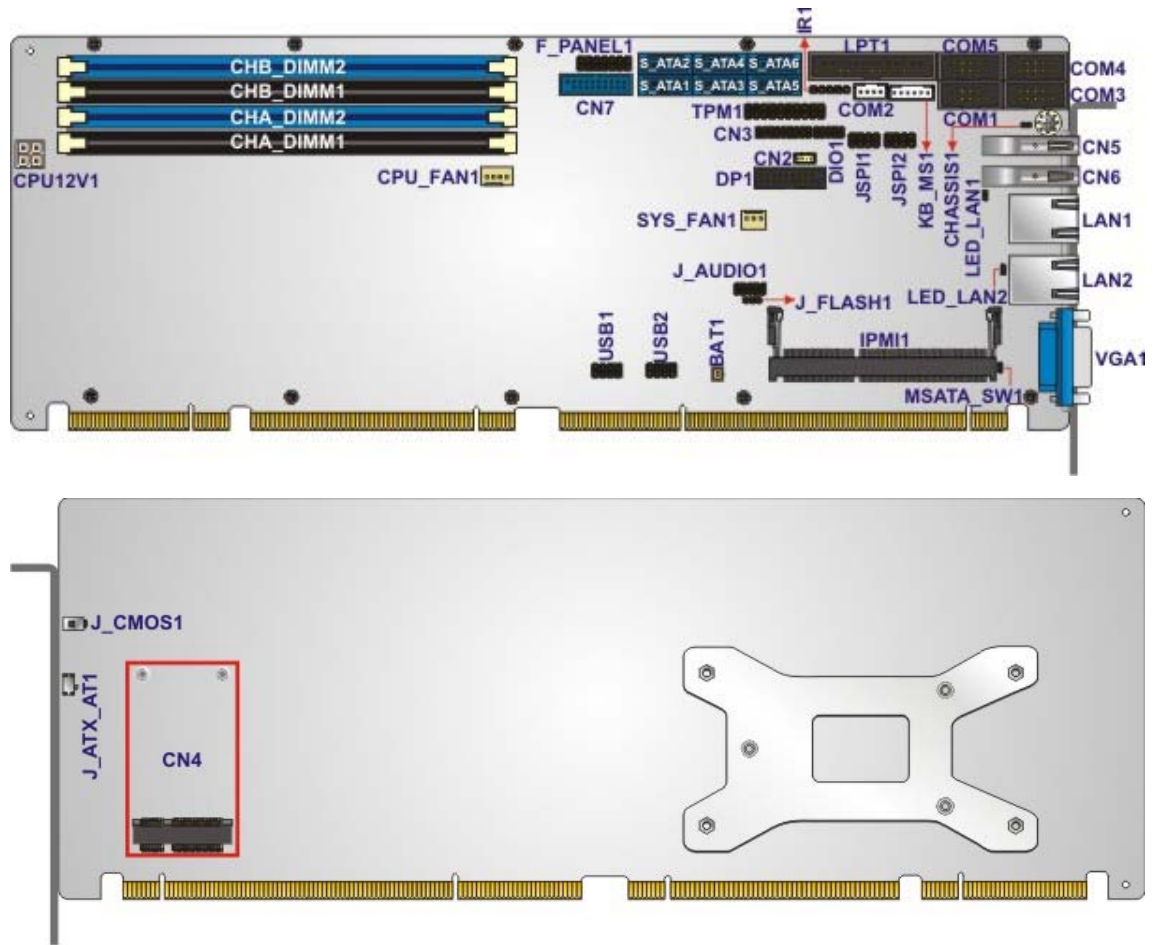 IR1
F_PANEL1
LPT1
COM5
CHB_DIMM2
S_ATA2 S_ATA4 S_ATA6
COM4
CHB_DIMM1
S_ATA1 S_ATA3 S_ATA5
COM3
CN7
TPM1
COM2
COM1
CHA_DIMM2
CN3
CHA_DIMM1
CN5
CPU12V1
CPU_FAN1
CN2
DIO1
DP1
JSPI1
JSPI2
KB_MS1
CHASSIS1
LED_LAN1
CN6
SYS_FAN1
LAN1
J_AUDIO1
LAN2
J_FLASH1
LED_LAN2
USB1
USB2
BAT1
IPMI1
VGA1
MSATA_SW1
J_CMOS1
J_ATX_AT1
CN4